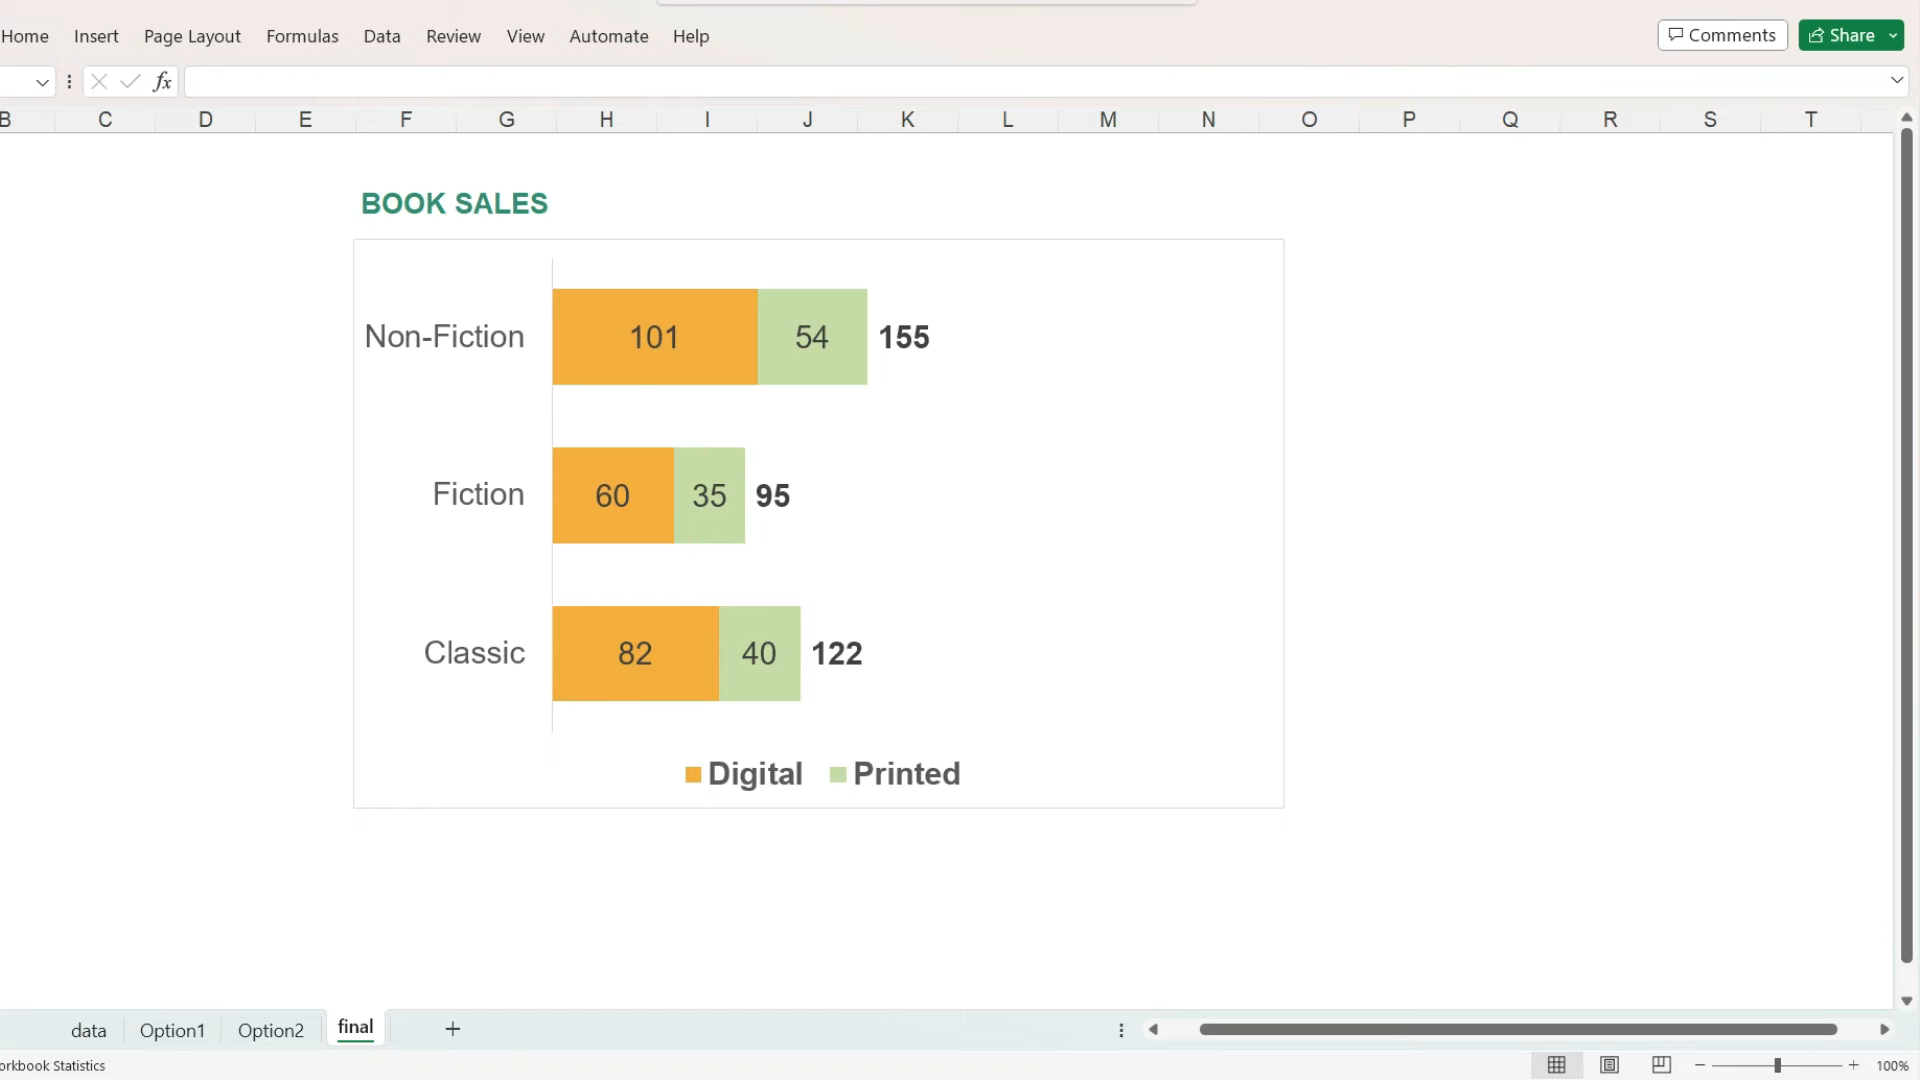 Home Insert Page Layout Formulas Data Review View Automate Help Comments Share
fx
B C D E F G H I J K L M N O P Q R S T
BOOK SALES
Non-Fiction 101 54 155
Fiction 60 35 95
Classic 82 40 122
Digital Printed
data Option1 Option2 final
orkbook Statistics 100%